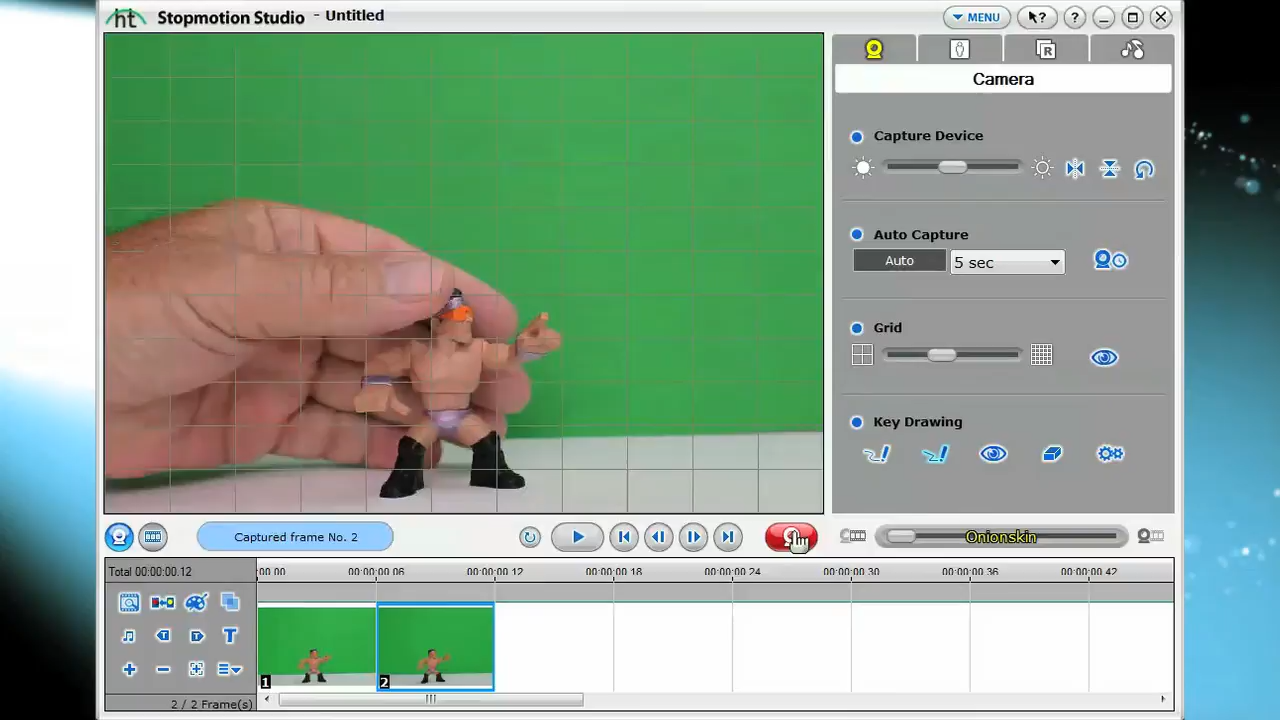 ht Stopmotion Studio - Untitled
MENU
?
?
R
Camera
Capture Device
Auto Capture
Auto 5 sec
Grid
Key Drawing
Captured frame No. 2
Onionskin
Total 00:00:00.12
:00.00 00:00:00.06 00:00:00.12 00:00:00.18 00:00:00.24 00:00:00.30 00:00:00.36 00:00:00.42
T T T
1 2
2 / 2 Frame(s)